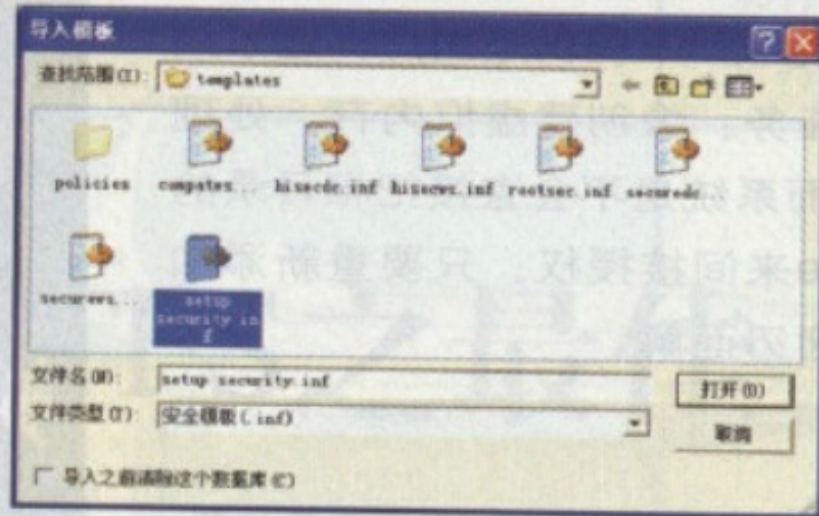 导入模板
查找范围(I): templates
policies compatws... hisecdc.inf hisecws.inf rootsec.inf securedc...
securews... setup security.inf
文件名(N): setup security.inf 打开(O)
文件类型(T): 安全模板(.inf) 取消
导入之前清除这个数据库(C)